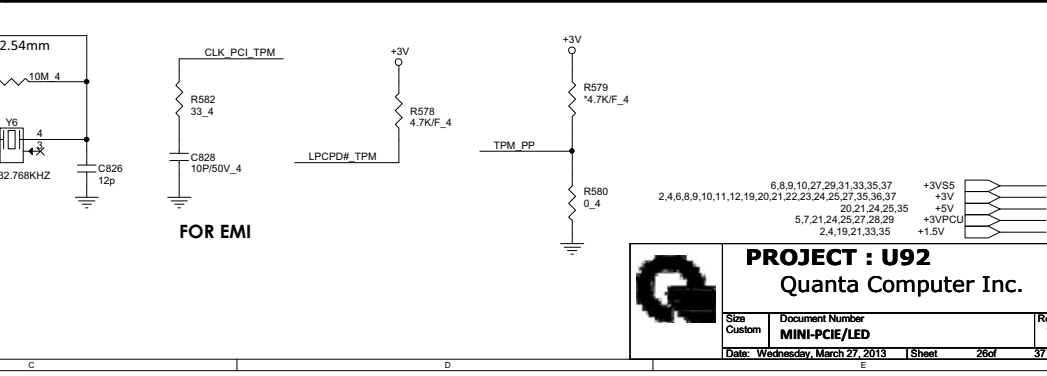 2.54mm
10M_4
Y6
4
3
32.768KHZ
C826
12p
CLK_PCI_TPM
R582
33_4
C828
10P/50V_4
FOR EMI
+3V
R578
4.7K/F_4
LPCPD#_TPM
+3V
R579
*4.7K/F_4
TPM_PP
R580
0_4
6,8,9,10,27,29,31,33,35,37 +3VS5
2,4,6,8,9,10,11,12,19,20,21,22,23,24,25,27,35,36,37 +3V
20,21,24,25,35 +5V
5,7,21,24,25,27,28,29 +3VPCU
2,4,19,21,33,35 +1.5V
PROJECT : U92
Quanta Computer Inc.
Size Document Number
Custom MINI-PCIE/LED
Date: Wednesday, March 27, 2013 Sheet 26of 37
C D E